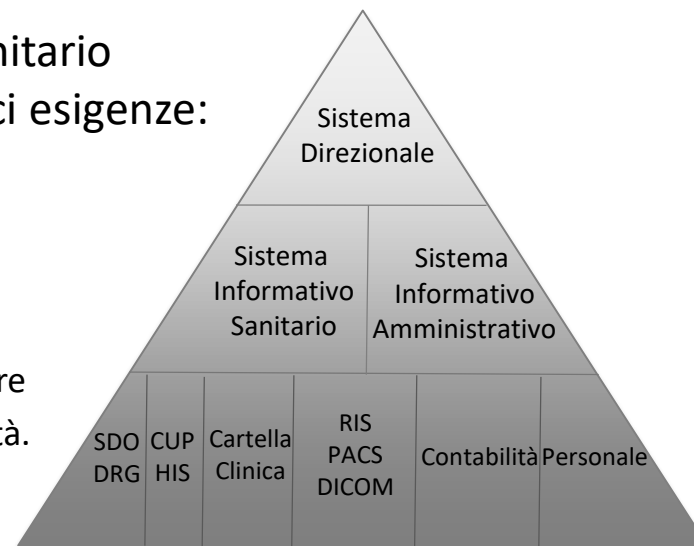 nitario
ci esigenze:
re
tà.
Sistema
Direzionale
Sistema
Informativo
Sanitario
Sistema
Informativo
Amministrativo
SDO
DRG
CUP
HIS
Cartella
Clinica
RIS
PACS
DICOM
Contabilità
Personale